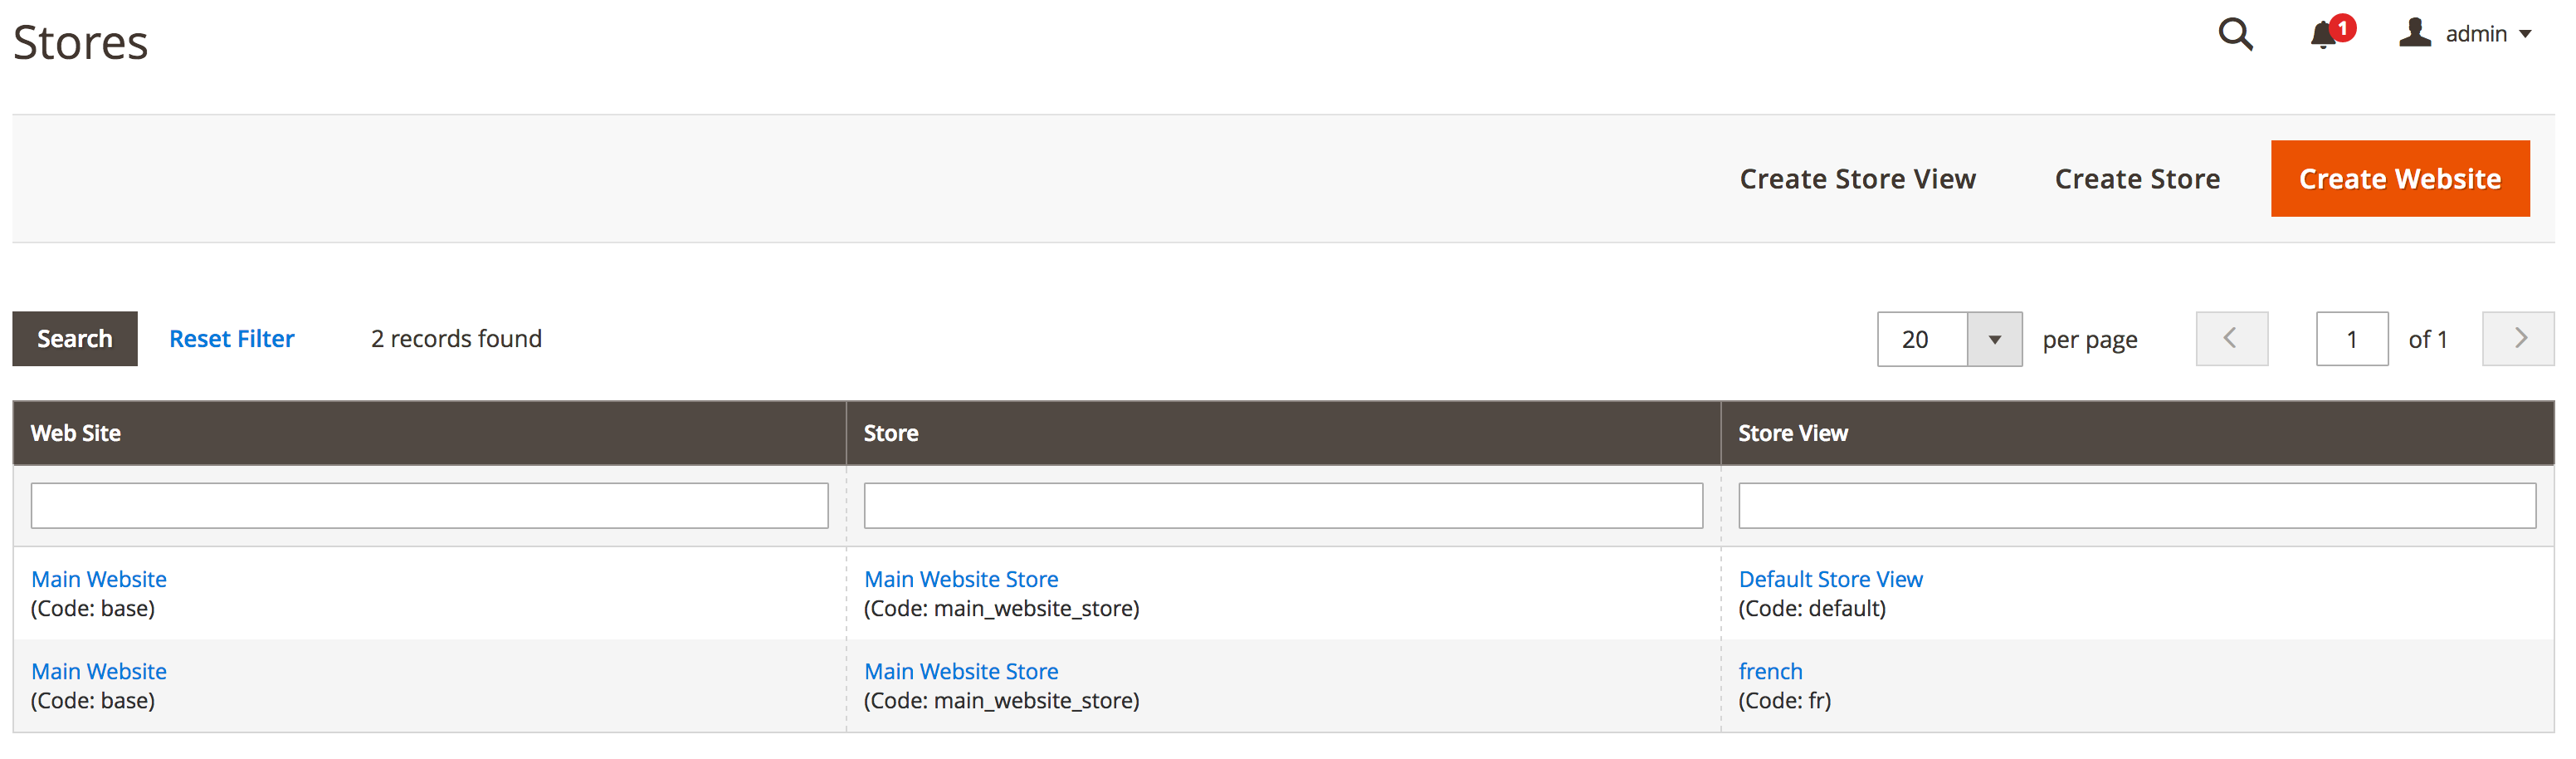 Stores
1
admin
Create Store View
Create Store
Create Website
Search
Reset Filter
2 records found
20
per page
1
of 1
Web Site
Store
Store View
Main Website
(Code: base)
Main Website Store
(Code: main_website_store)
Default Store View
(Code: default)
Main Website
(Code: base)
Main Website Store
(Code: main_website_store)
french
(Code: fr)